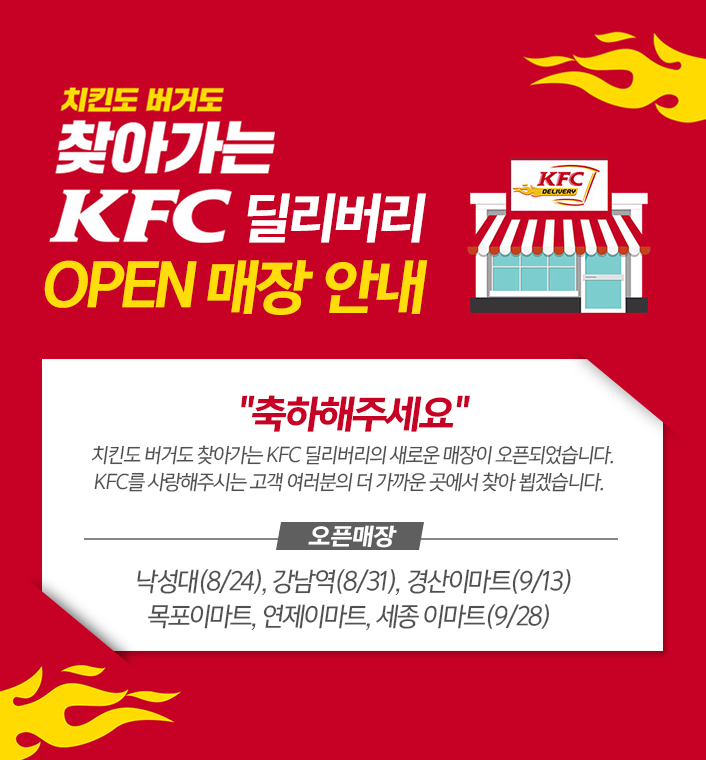 치킨도 버거도
찾아가는
KFC 딜리버리
OPEN 매장 안내
KFC
DELIVERY
"축하해주세요"
치킨도 버거도 찾아가는 KFC 딜리버리의 새로운 매장이 오픈되었습니다.
KFC를 사랑해주시는 고객 여러분의 더 가까운 곳에서 찾아 뵙겠습니다.
오픈매장
낙성대(8/24), 강남역(8/31), 경산이마트(9/13)
목포이마트, 연제이마트, 세종 이마트(9/28)